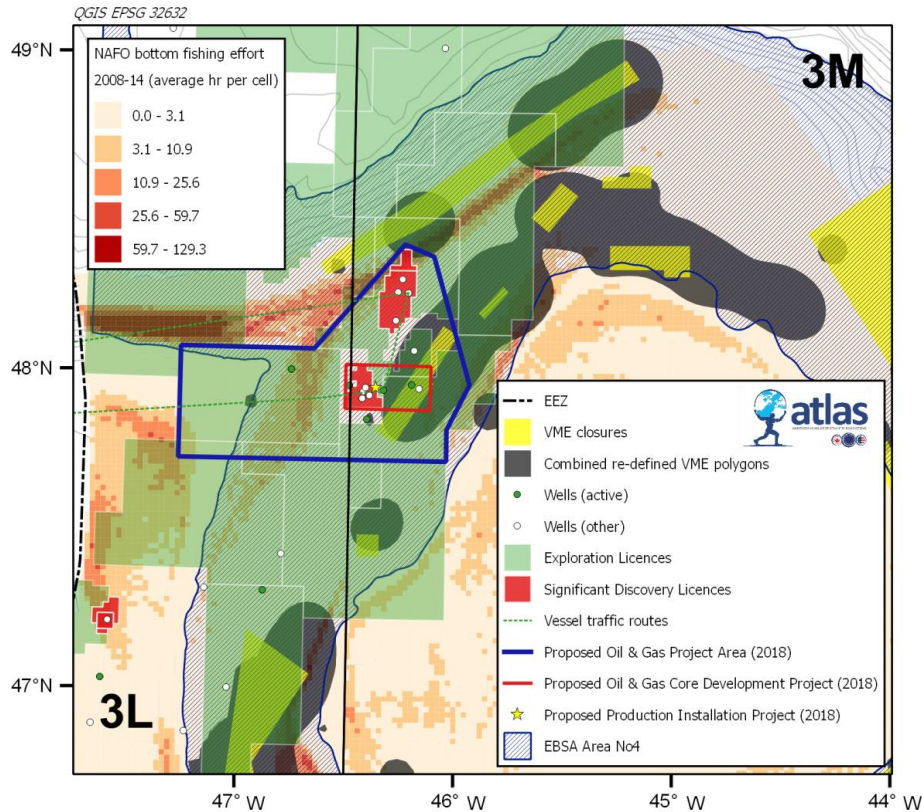 QGIS EPSG 32632
49° N
48° N
47° N
NAFO bottom fishing effort
2008-14 (average hr per cell)
0.0 - 3.1
3.1 - 10.9
10.9 - 25.6
25.6 - 59.7
59.7 - 129.3
3M
3L
atlas
EEZ
VME closures
Combined re-defined VME polygons
Wells (active)
Wells (other)
Exploration Licences
Significant Discovery Licences
Vessel traffic routes
Proposed Oil & Gas Project Area (2018)
Proposed Oil & Gas Core Development Project (2018)
Proposed Production Installation Project (2018)
EBSA Area No4
47° W
46° W
45° W
44° W